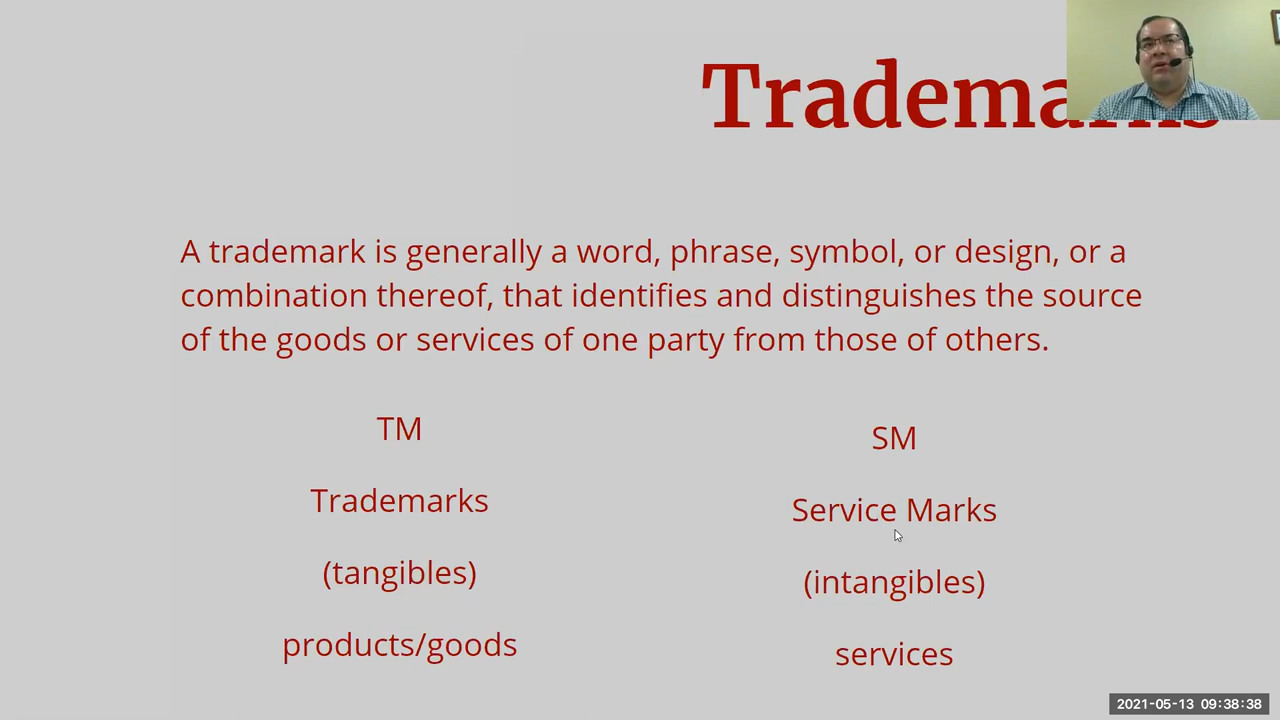 Trademarks
A trademark is generally a word, phrase, symbol, or design, or a
combination thereof, that identifies and distinguishes the source
of the goods or services of one party from those of others.
TM
Trademarks
(tangibles)
products/goods
SM
Service Marks
(intangibles)
services
2021-05-13 09:38:38